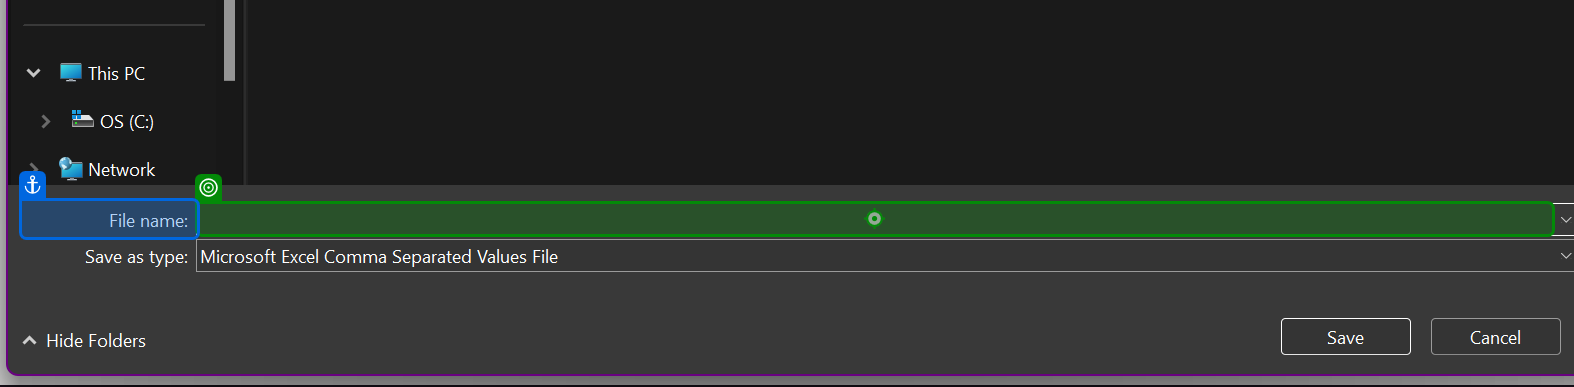 This PC
OS (C:)
Network
File name:
Save as type: Microsoft Excel Comma Separated Values File
Hide Folders
Save Cancel